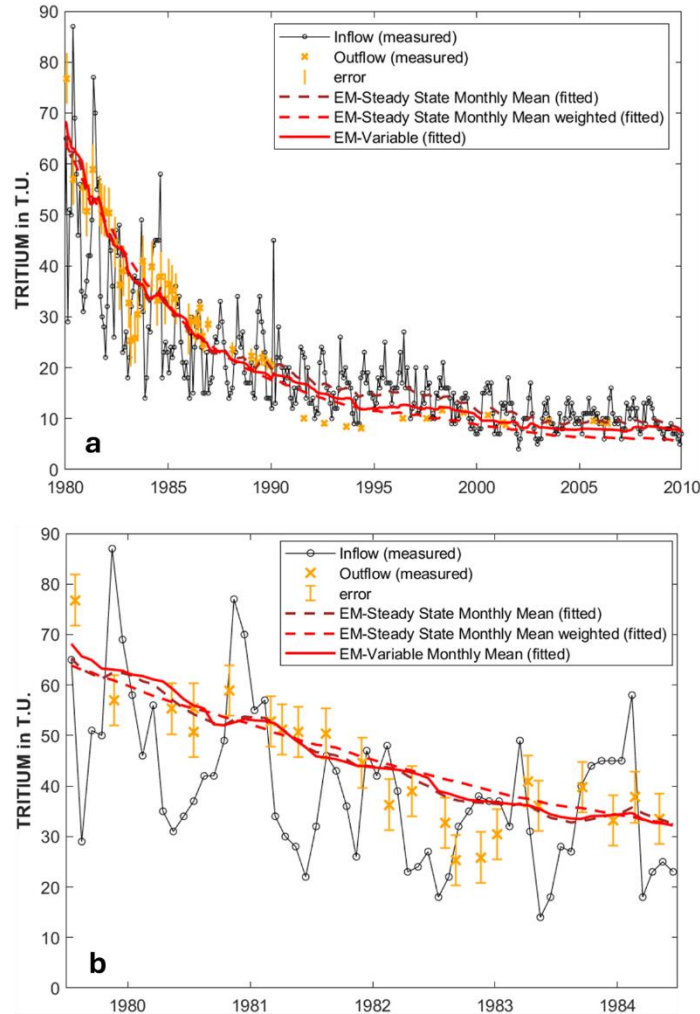 90
80
70
60
50
40
30
20
10
0
TRITIUM in T.U.
Inflow (measured)
Outflow (measured)
error
EM-Steady State Monthly Mean (fitted)
EM-Steady State Monthly Mean weighted (fitted)
EM-Variable (fitted)
a
1980 1985 1990 1995 2000 2005 2010
90
80
70
60
50
40
30
20
10
0
TRITIUM in T.U.
Inflow (measured)
Outflow (measured)
error
EM-Steady State Monthly Mean (fitted)
EM-Steady State Monthly Mean weighted (fitted)
EM-Variable Monthly Mean (fitted)
b
1980 1981 1982 1983 1984